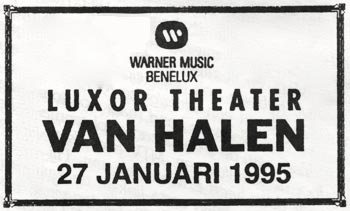 WARNER MUSIC
BENELUX
LUXOR THEATER
VAN HALEN
27 JANUARI 1995